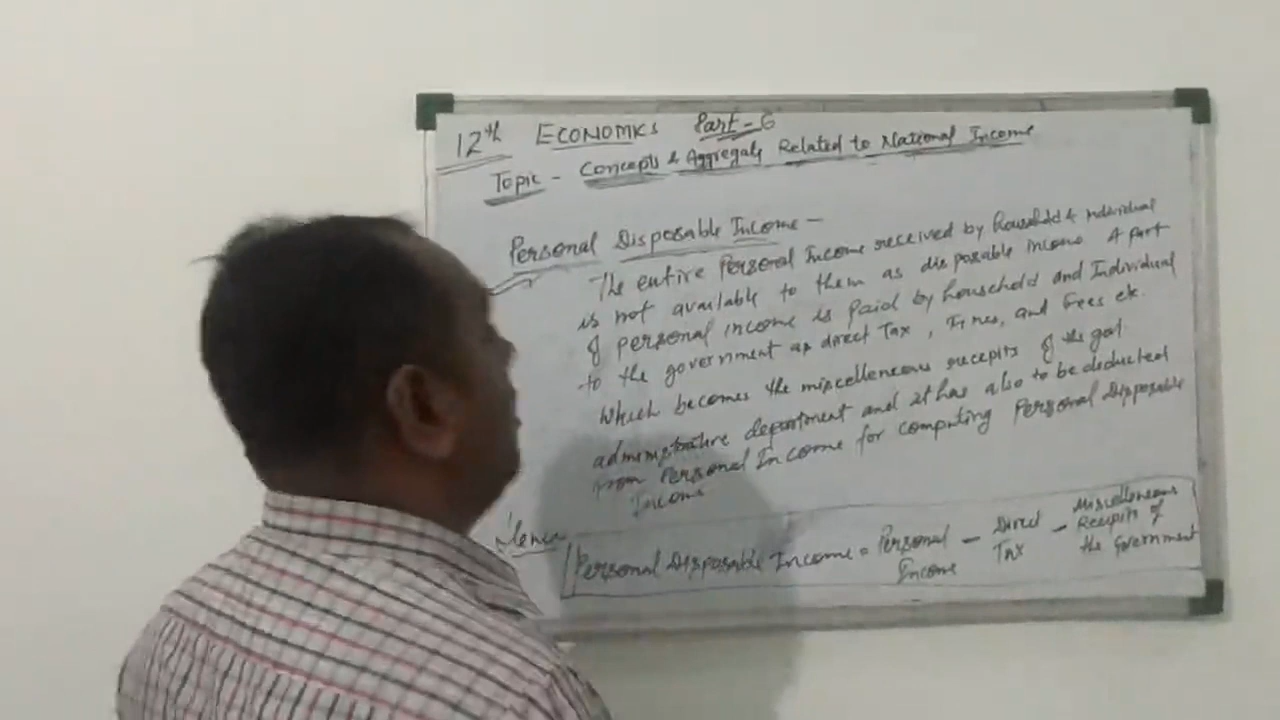 12th ECONOMICS Part-6
Topic - Concepts & Aggregats Related to National Income
Personal Disposable Income -
The entire Personal Income received by household & individual
is not available to them as disposable income A part
of personal income is paid by household and Individual
to the government as direct Tax, Fines, and Fees etc.
Which becomes the miscellaneous receipts of the
administrative department and it has also to be deducted
from Personal Income for computing Personal Disposable
Income
Hence
Personal Disposable Income = Personal Income - Direct Tax - Miscellaneous Receipts of the Government